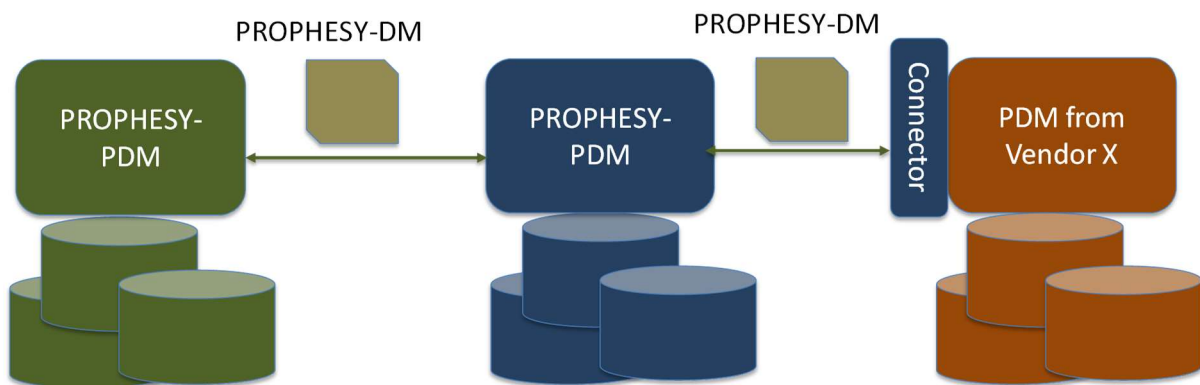 PROPHESY-DM
PROPHESY-DM
PROPHESY-
PDM
PROPHESY-
PDM
Connector
PDM from
Vendor X